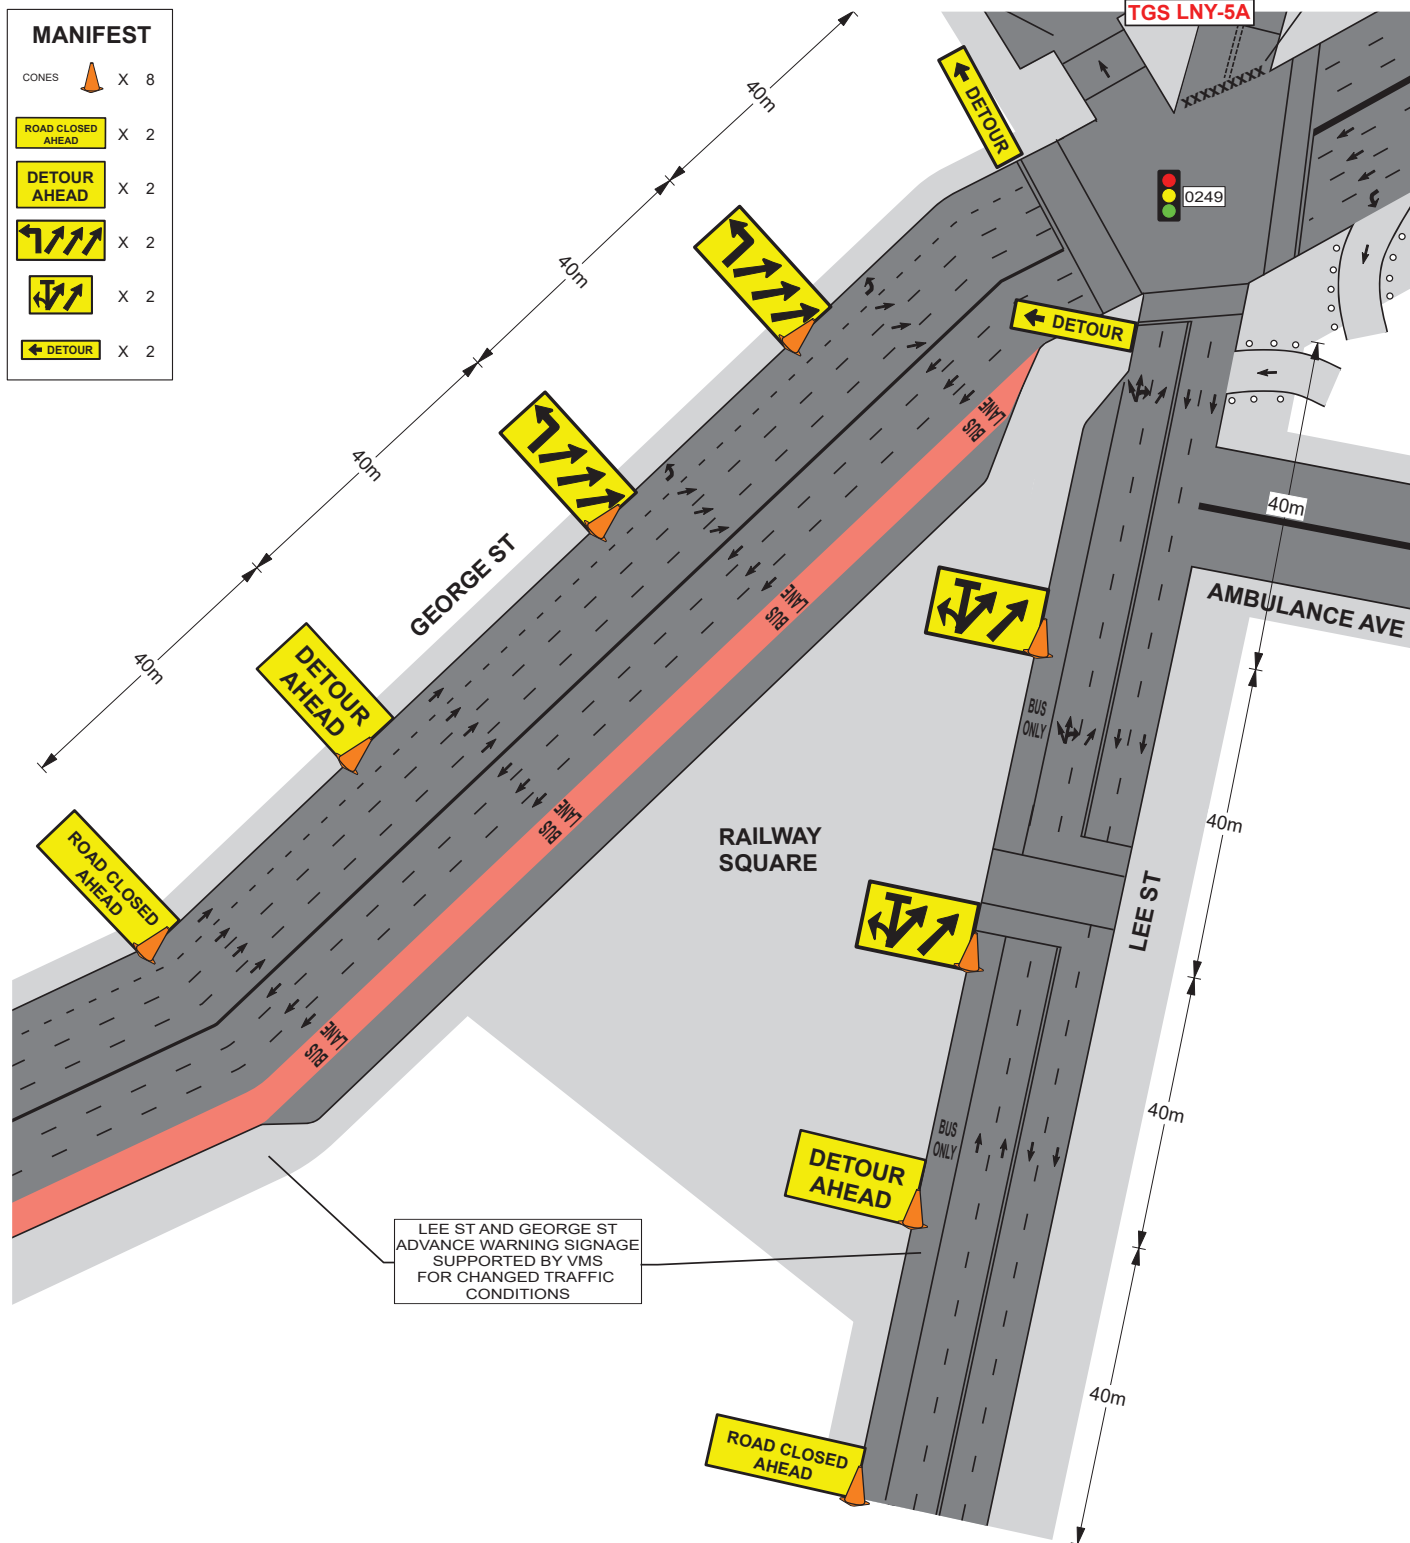 TGS LNY-5A
MANIFEST
CONES X 8
ROAD CLOSED
AHEAD
X 2
DETOUR
AHEAD
X 2
X 2
X 2
DETOUR X 2
40m
40m
40m
40m
DETOUR
0249
DETOUR
GEORGE ST
DETOUR
AHEAD
ROAD CLOSED
AHEAD
BUS
LANE
BUS
LANE
BUS
LANE
BUS
LANE
40m
AMBULANCE AVE
BUS
ONLY
40m
RAILWAY
SQUARE
LEE ST
40m
BUS
ONLY
DETOUR
AHEAD
LEE ST AND GEORGE ST
ADVANCE WARNING SIGNAGE
SUPPORTED BY VMS
FOR CHANGED TRAFFIC
CONDITIONS
40m
ROAD CLOSED
AHEAD